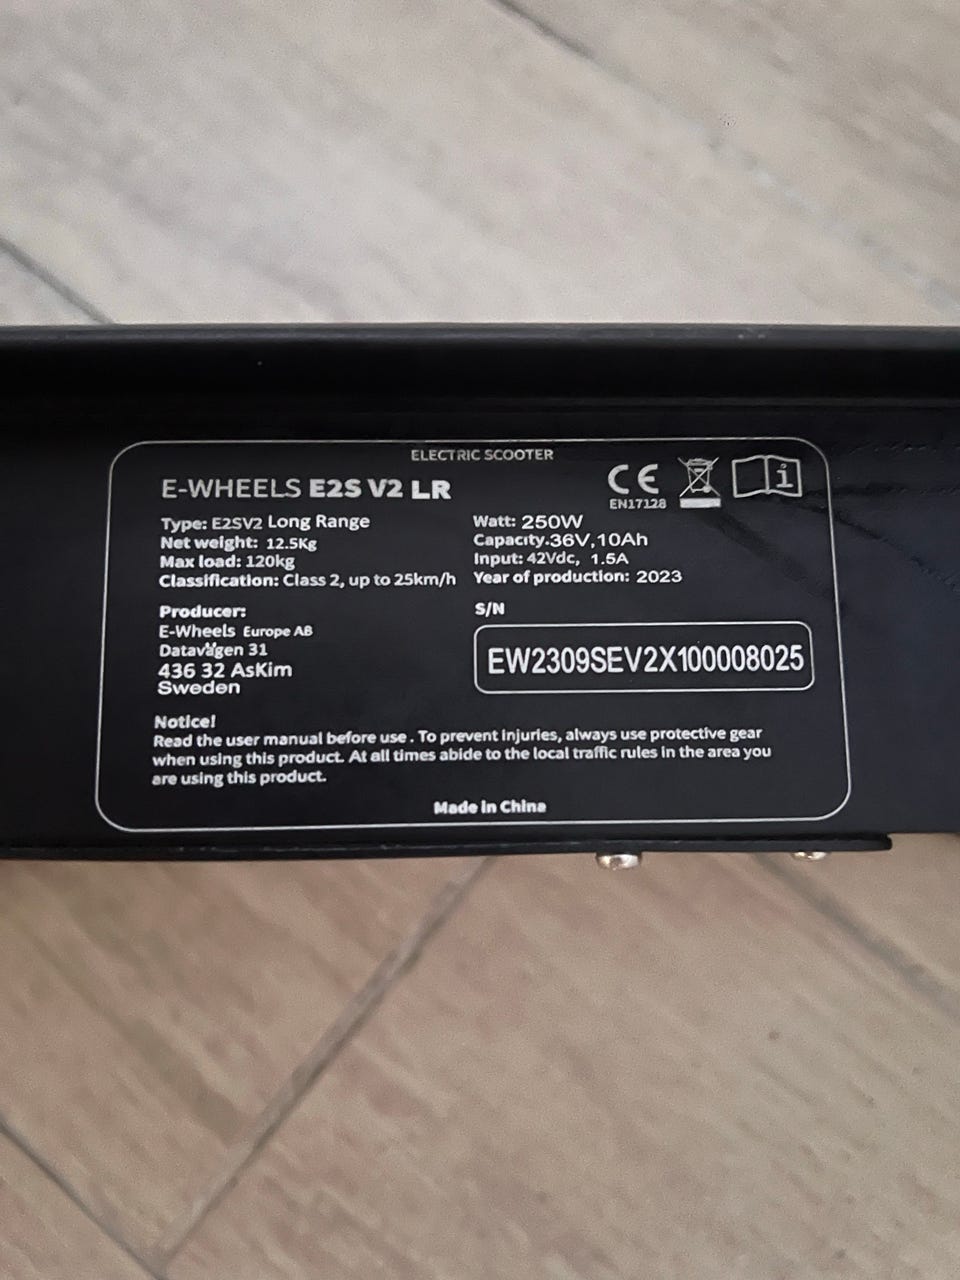 ELECTRIC SCOOTER
E-WHEELS E2S V2 LR
CE
EN17128
i
Type: E2SV2 Long Range
Net weight: 12.5Kg
Max load: 120kg
Classification: Class 2, up to 25km/h
Watt: 250W
Capacity.36V,10Ah
Input: 42Vdc, 1.5A
Year of production: 2023
Producer:
E-Wheels Europe AB
Datavägen 31
436 32 AsKim
Sweden
S/N
EW2309SEV2X100008025
Notice!
Read the user manual before use . To prevent injuries, always use protective gear
when using this product. At all times abide to the local traffic rules in the area you
are using this product.
Made in China